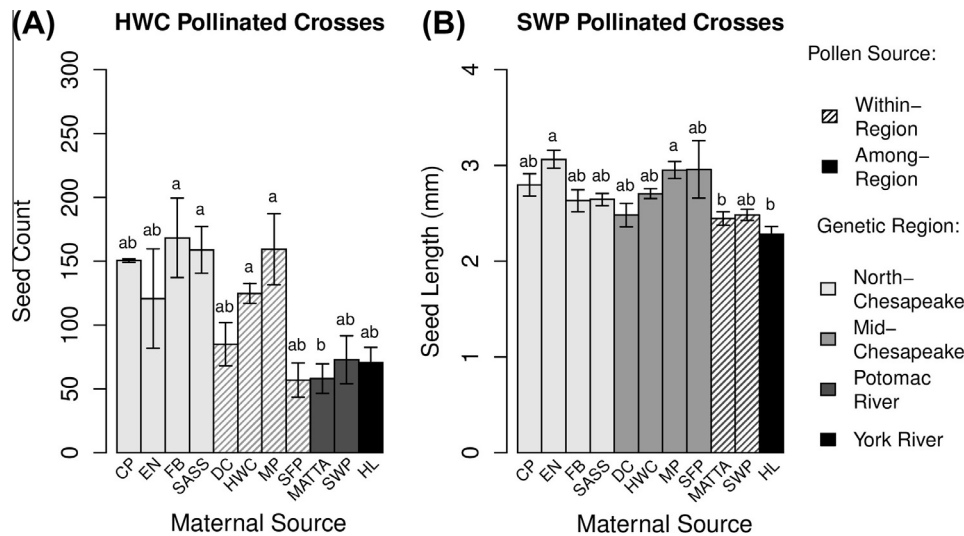 (A) HWC Pollinated Crosses
300
250
200
150
100
50
0
Seed Count
ab
ab
a
a
ab
a
a
ab
b
ab
ab
CP
EN
FB
SASS
DC
HWC
MP
SFP
MATTA
SWP
HL
Maternal Source
(B) SWP Pollinated Crosses
4
3
2
1
0
Seed Length (mm)
ab
a
ab
ab
ab
ab
a
ab
b
ab
b
CP
EN
FB
SASS
DC
HWC
MP
SFP
MATTA
SWP
HL
Maternal Source
Pollen Source:
Within−
Region
Among−
Region
Genetic Region:
North−
Chesapeake
Mid−
Chesapeake
Potomac
River
York River